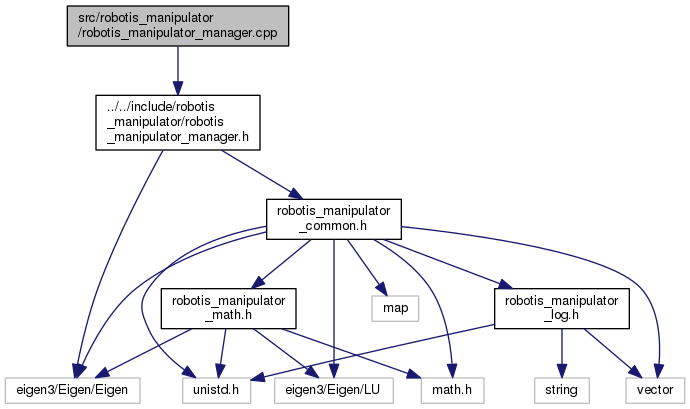 src/robotis_manipulator
/robotis_manipulator_manager.cpp
../../include/robotis
_manipulator/robotis
_manipulator_manager.h
robotis_manipulator
_common.h
robotis_manipulator
_math.h
map
robotis_manipulator
_log.h
eigen3/Eigen/Eigen
unistd.h
eigen3/Eigen/LU
math.h
string
vector